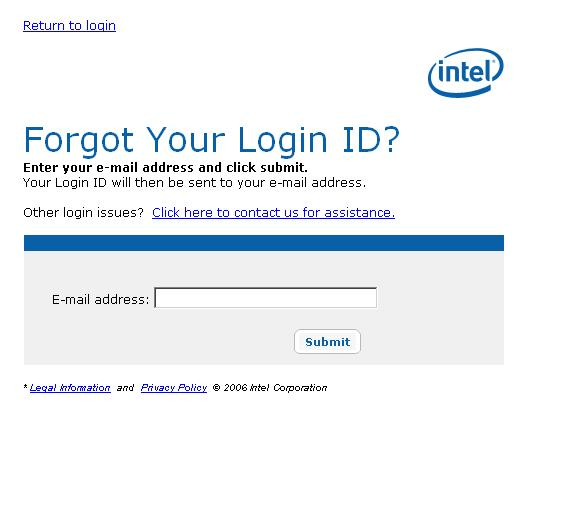 Return to login
intel
Forgot Your Login ID?
Enter your e-mail address and click submit.
Your Login ID will then be sent to your e-mail address.
Other login issues? Click here to contact us for assistance.
E-mail address:
Submit
* Legal Information and Privacy Policy © 2006 Intel Corporation